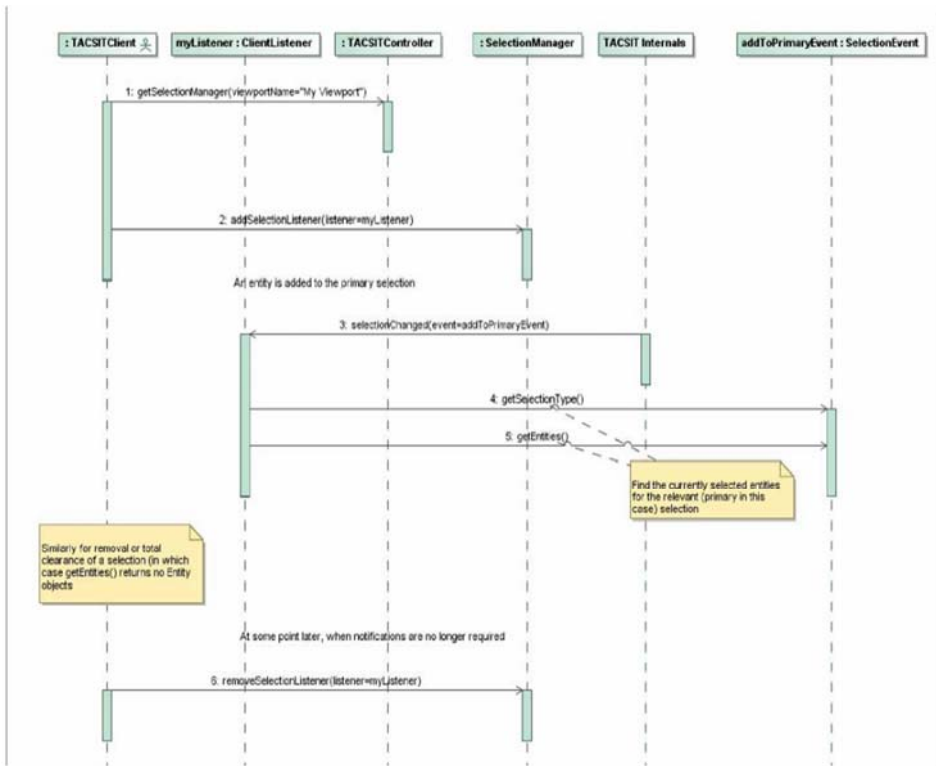 : TACSITClient
myListener : ClientListener
: TACSITController
: SelectionManager
TACSIT Internals
addToPrimaryEvent : SelectionEvent
1: getSelectionManager(viewportName="My Viewport")
2: addSelectionListener(listener=myListener)
An entity is added to the primary selection
3: selectionChanged(event=addToPrimaryEvent)
4: getSelectionType()
5: getEntities()
Find the currently selected entities
for the relevant (primary in this
case) selection
Similarly for removal or total
clearance of a selection (in which
case getEntities() returns no Entity
objects
At some point later, when notifications are no longer required
6: removeSelectionListener(listener=myListener)